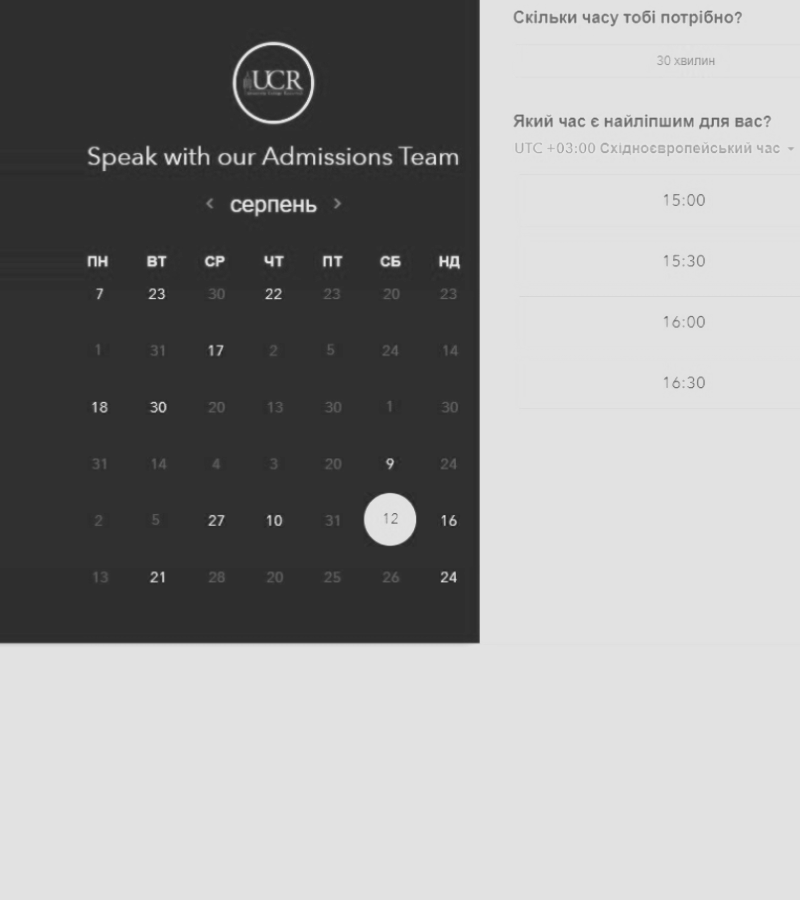 UCR
Speak with our Admissions Team
серпень
ПН ВТ СР ЧТ ПТ СБ НД
7 23 30 22 23 20 23
1 31 17 2 5 24 14
18 30 20 13 30 1 30
31 14 4 3 20 9 24
2 5 27 10 31 12 16
13 21 28 20 25 26 24
Скільки часу тобі потрібно?
30 хвилин
Який час є найліпшим для вас?
UTC +03:00 Східноєвропейський час
15:00
15:30
16:00
16:30